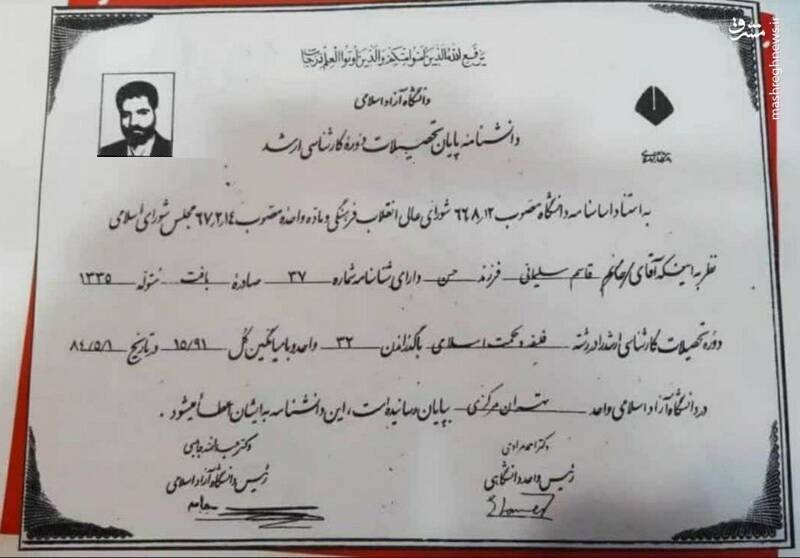 یرفع الله الذین آمنوا منکم والذین اوتوا العلم درجات
دانشگاه آزاد اسلامی
دانشنامه پایان تحصیلات دوره کارشناسی ارشد
به استناد اساسنامه دانشگاه مصوب ۶۶٫۸٫۱۲ شورای عالی انقلاب فرهنگی و ماده واحده مصوب ۶۷٫۲٫۱۴ مجلس شورای اسلامی
نظر به اینکه آقای/خانم قاسم سلیمانی فرزند حسن دارای شناسنامه شماره ۳۷ صادره بافت متولد ۱۳۳۵
دوره تحصیلات کارشناسی ارشد را در رشته فلسفه و حکمت اسلامی با گذراندن ۳۲ واحد و با میانگین کل ۱۵/۹۱ و در تاریخ ۸۴/۵/۱
در دانشگاه آزاد اسلامی واحد تهران مرکزی بپایان رسانیده است، این دانشنامه به ایشان اعطا میشود.
دکتر احمد مرادی
رئیس واحد دانشگاهی
دکتر عبدالله جاسبی
رئیس دانشگاه آزاد اسلامی
مشرق
mashreghnews.ir